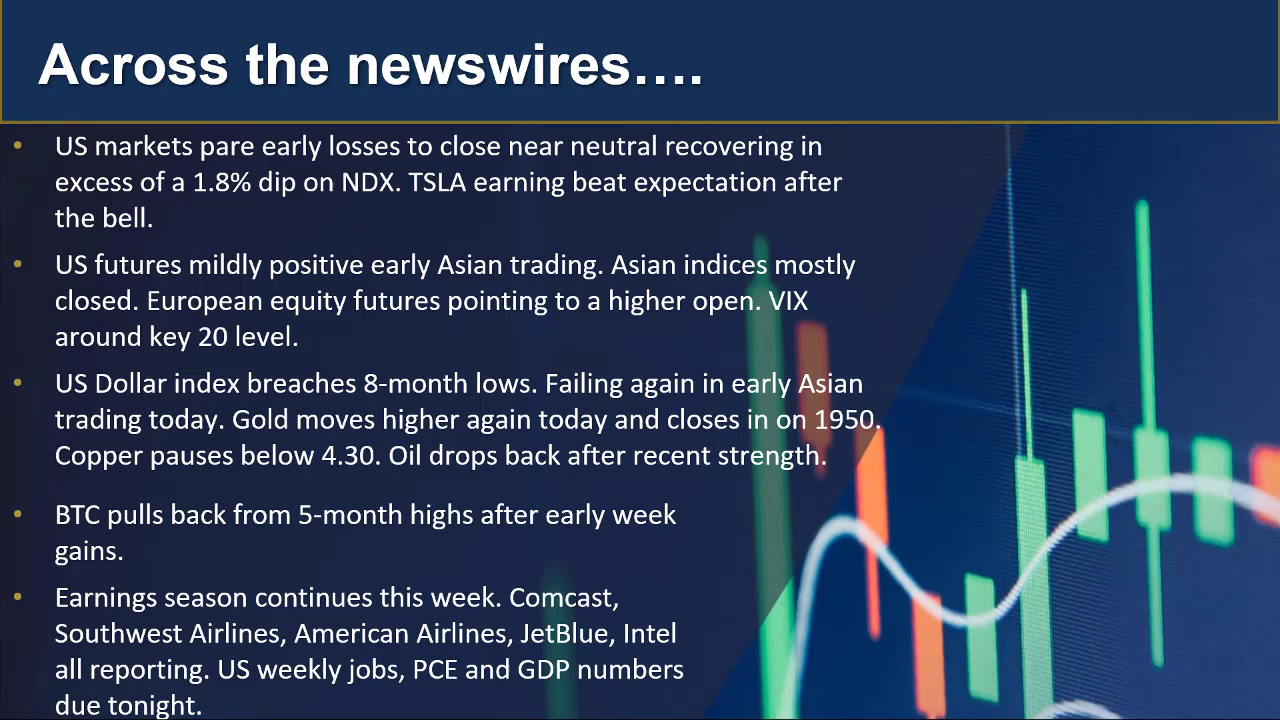 Across the newswires….
• US markets pare early losses to close near neutral recovering in
excess of a 1.8% dip on NDX. TSLA earning beat expectation after
the bell.
• US futures mildly positive early Asian trading. Asian indices mostly
closed. European equity futures pointing to a higher open. VIX
around key 20 level.
• US Dollar index breaches 8-month lows. Failing again in early Asian
trading today. Gold moves higher again today and closes in on 1950.
Copper pauses below 4.30. Oil drops back after recent strength.
• BTC pulls back from 5-month highs after early week
gains.
• Earnings season continues this week. Comcast,
Southwest Airlines, American Airlines, JetBlue, Intel
all reporting. US weekly jobs, PCE and GDP numbers
due tonight.